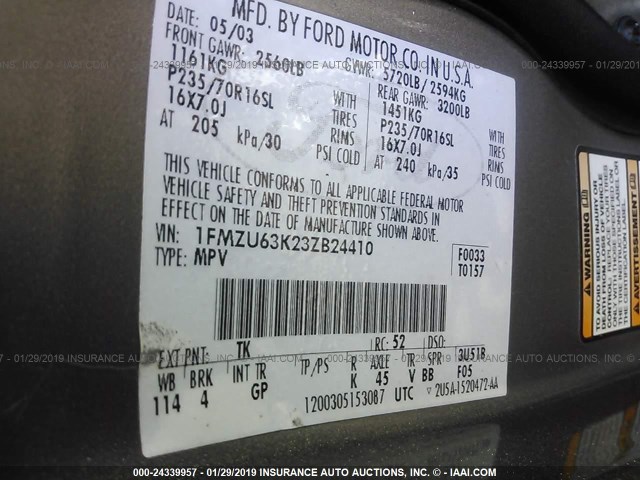 MFD. BY FORD MOTOR CO. IN U.S.A.
DATE: 05/03 GVWR: 5720LB/ 2594KG
FRONT GAWR: 2560LB REAR GAWR: 3200LB
1161KG WITH 1451KG WITH
P235/70R16SL TIRES P235/70R16SL TIRES
16X7.0J RIMS 16X7.0J RIMS
AT 205 kPa/30 PSI COLD AT 240 kPa/35 PSI COLD
THIS VEHICLE CONFORMS TO ALL APPLICABLE FEDERAL MOTOR
VEHICLE SAFETY AND THEFT PREVENTION STANDARDS IN
EFFECT ON THE DATE OF MANUFACTURE SHOWN ABOVE.
VIN: 1FMZU63K23ZB24410 F0033
TYPE: MPV T0157
EXT PNT: TK RC: 52 DSO:
WB BRK INT TR TP/PS R AXLE TR SPR 3U518
114 4 GP K 45 V BB F05
1200305153087 UTC ▽ 2U5A-1520472-AA
000-24339957 - 01/29/2019 INSURANCE AUTO AUCTIONS, INC. - © - IAAI.COM